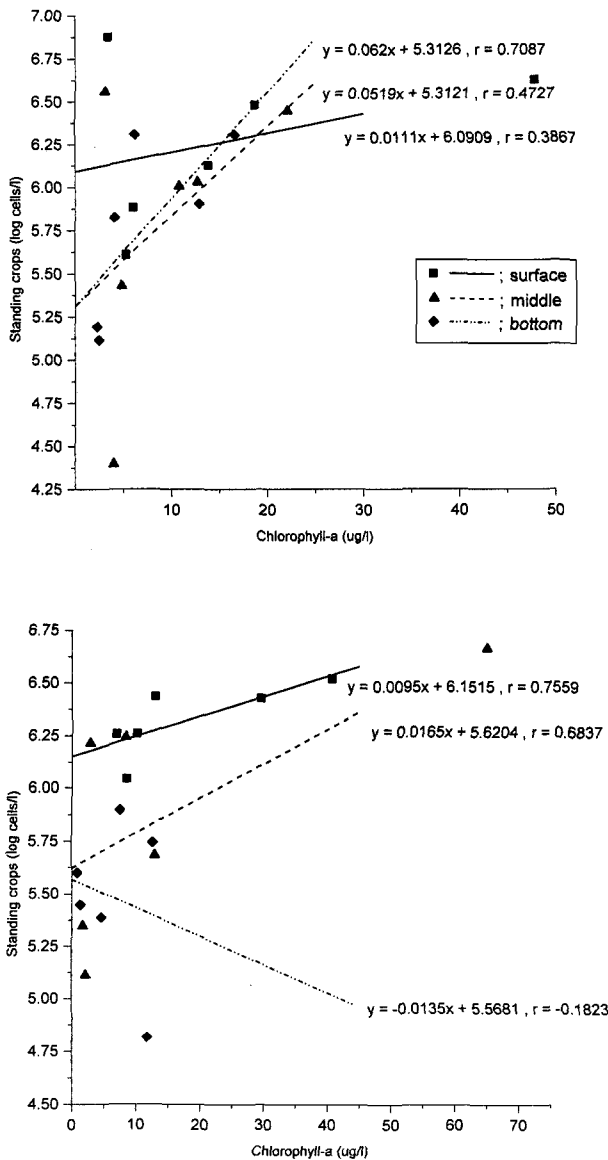 7.00
6.75
6.50
6.25
6.00
5.75
5.50
5.25
5.00
4.75
4.50
4.25
Standing crops (log cells/l)
y = 0.062x + 5.3126 , r = 0.7087
y = 0.0519x + 5.3121 , r = 0.4727
y = 0.0111x + 6.0909 , r = 0.3867
; surface
; middle
; bottom
10 20 30 40 50
Chlorophyll-a (ug/l)
6.75
6.50
6.25
6.00
5.75
5.50
5.25
5.00
4.75
4.50
Standing crops (log cells/l)
y = 0.0095x + 6.1515 , r = 0.7559
y = 0.0165x + 5.6204 , r = 0.6837
y = -0.0135x + 5.5681 , r = -0.1823
0 10 20 30 40 50 60 70
Chlorophyll-a (ug/l)